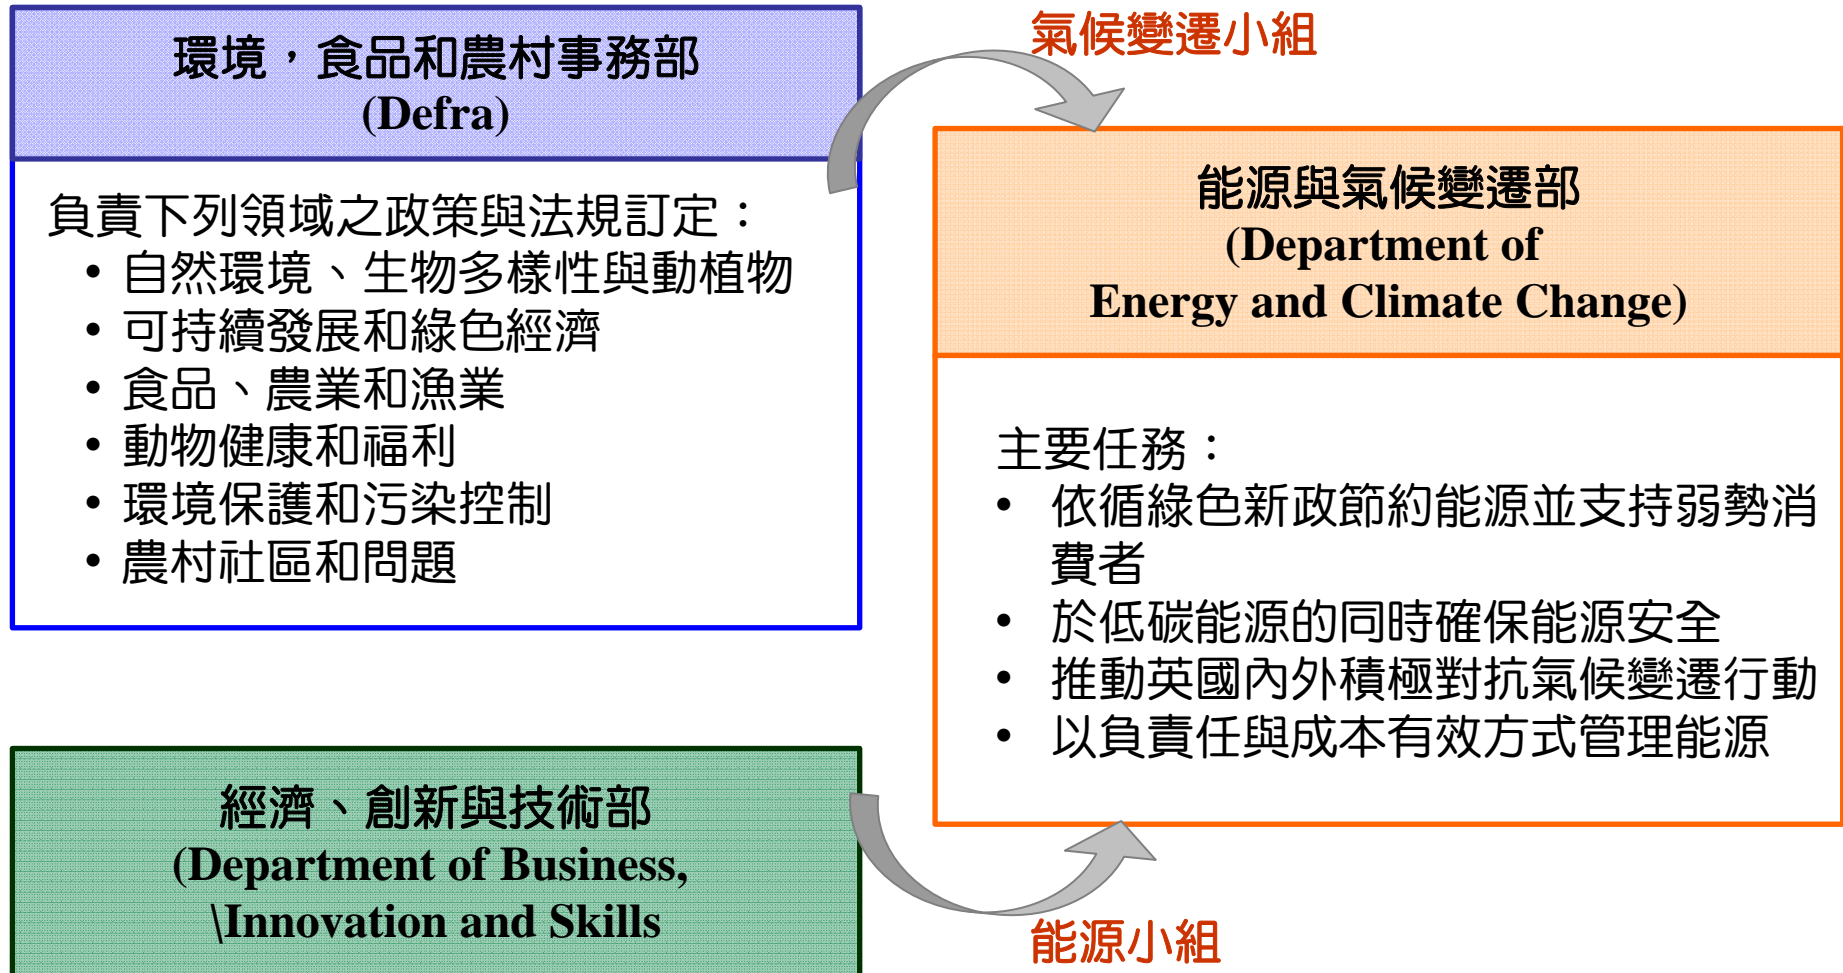 環境，食品和農村事務部
(Defra)
負責下列領域之政策與法規訂定：
• 自然環境、生物多樣性與動植物
• 可持續發展和綠色經濟
• 食品、農業和漁業
• 動物健康和福利
• 環境保護和污染控制
• 農村社區和問題
氣候變遷小組
能源與氣候變遷部
(Department of
Energy and Climate Change)
主要任務：
• 依循綠色新政節約能源並支持弱勢消
費者
• 於低碳能源的同時確保能源安全
• 推動英國內外積極對抗氣候變遷行動
• 以負責任與成本有效方式管理能源
經濟、創新與技術部
(Department of Business,
\Innovation and Skills
能源小組